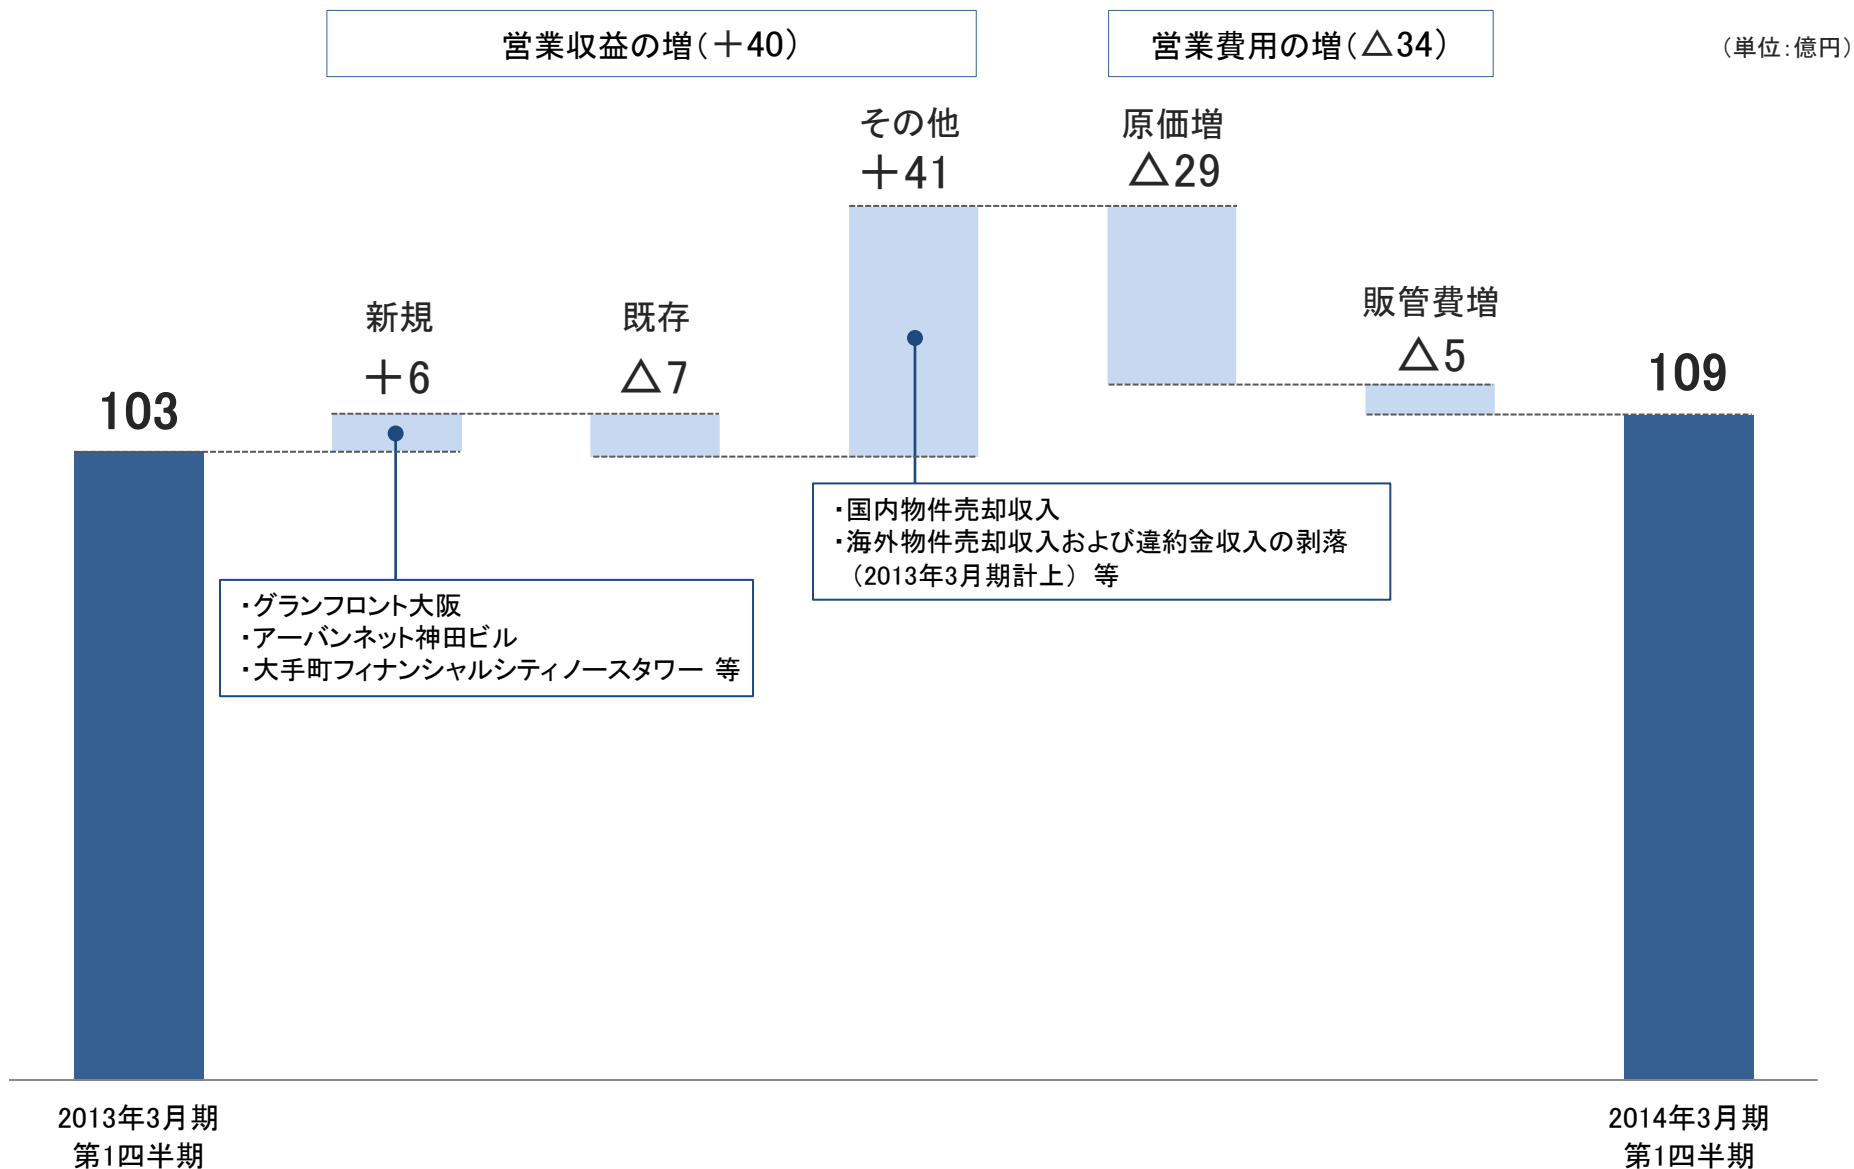 営業収益の増(＋40)
営業費用の増(△34)
(単位:億円)
その他
＋41
原価増
△29
新規
＋6
既存
△7
販管費増
△5
103
109
・国内物件売却収入
・海外物件売却収入および違約金収入の剥落
(2013年3月期計上) 等
・グランフロント大阪
・アーバンネット神田ビル
・大手町フィナンシャルシティノースタワー 等
2013年3月期
第1四半期
2014年3月期
第1四半期